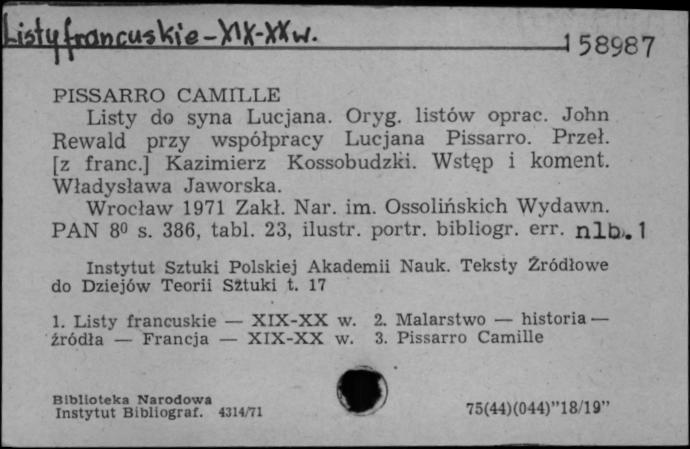 Listy francuskie - XIX-XX w.
158987
PISSARRO CAMILLE
Listy do syna Lucjana. Oryg. listów oprac. John
Rewald przy współpracy Lucjana Pissarro. Przeł.
[z franc.] Kazimierz Kossobudzki. Wstęp i koment.
Władysława Jaworska.
Wrocław 1971 Zakł. Nar. im. Ossolińskich Wydawn.
PAN 8⁰ s. 386, tabl. 23, ilustr. portr. bibliogr. err. nlb. 1
Instytut Sztuki Polskiej Akademii Nauk. Teksty Źródłowe
do Dziejów Teorii Sztuki t. 17
1. Listy francuskie — XIX-XX w. 2. Malarstwo — historia —
źródła — Francja — XIX-XX w. 3. Pissarro Camille
Biblioteka Narodowa
Instytut Bibliograf. 4314/71
75(44)(044)"18/19"